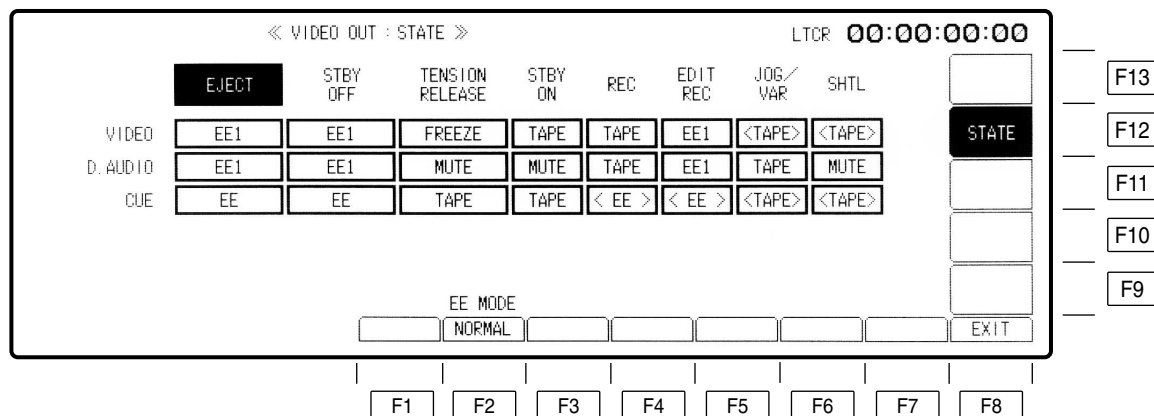 ≪ VIDEO OUT : STATE ≫ LTCR 00:00:00:00
EJECT STBY OFF TENSION RELEASE STBY ON REC EDIT REC JOG/ VAR SHTL F13
VIDEO EE1 EE1 FREEZE TAPE TAPE EE1 <TAPE> <TAPE> STATE F12
D. AUDIO EE1 EE1 MUTE MUTE TAPE EE1 TAPE MUTE F11
CUE EE EE TAPE TAPE < EE > < EE > <TAPE> <TAPE>
F10
F9
EE MODE
NORMAL EXIT
F1 F2 F3 F4 F5 F6 F7 F8